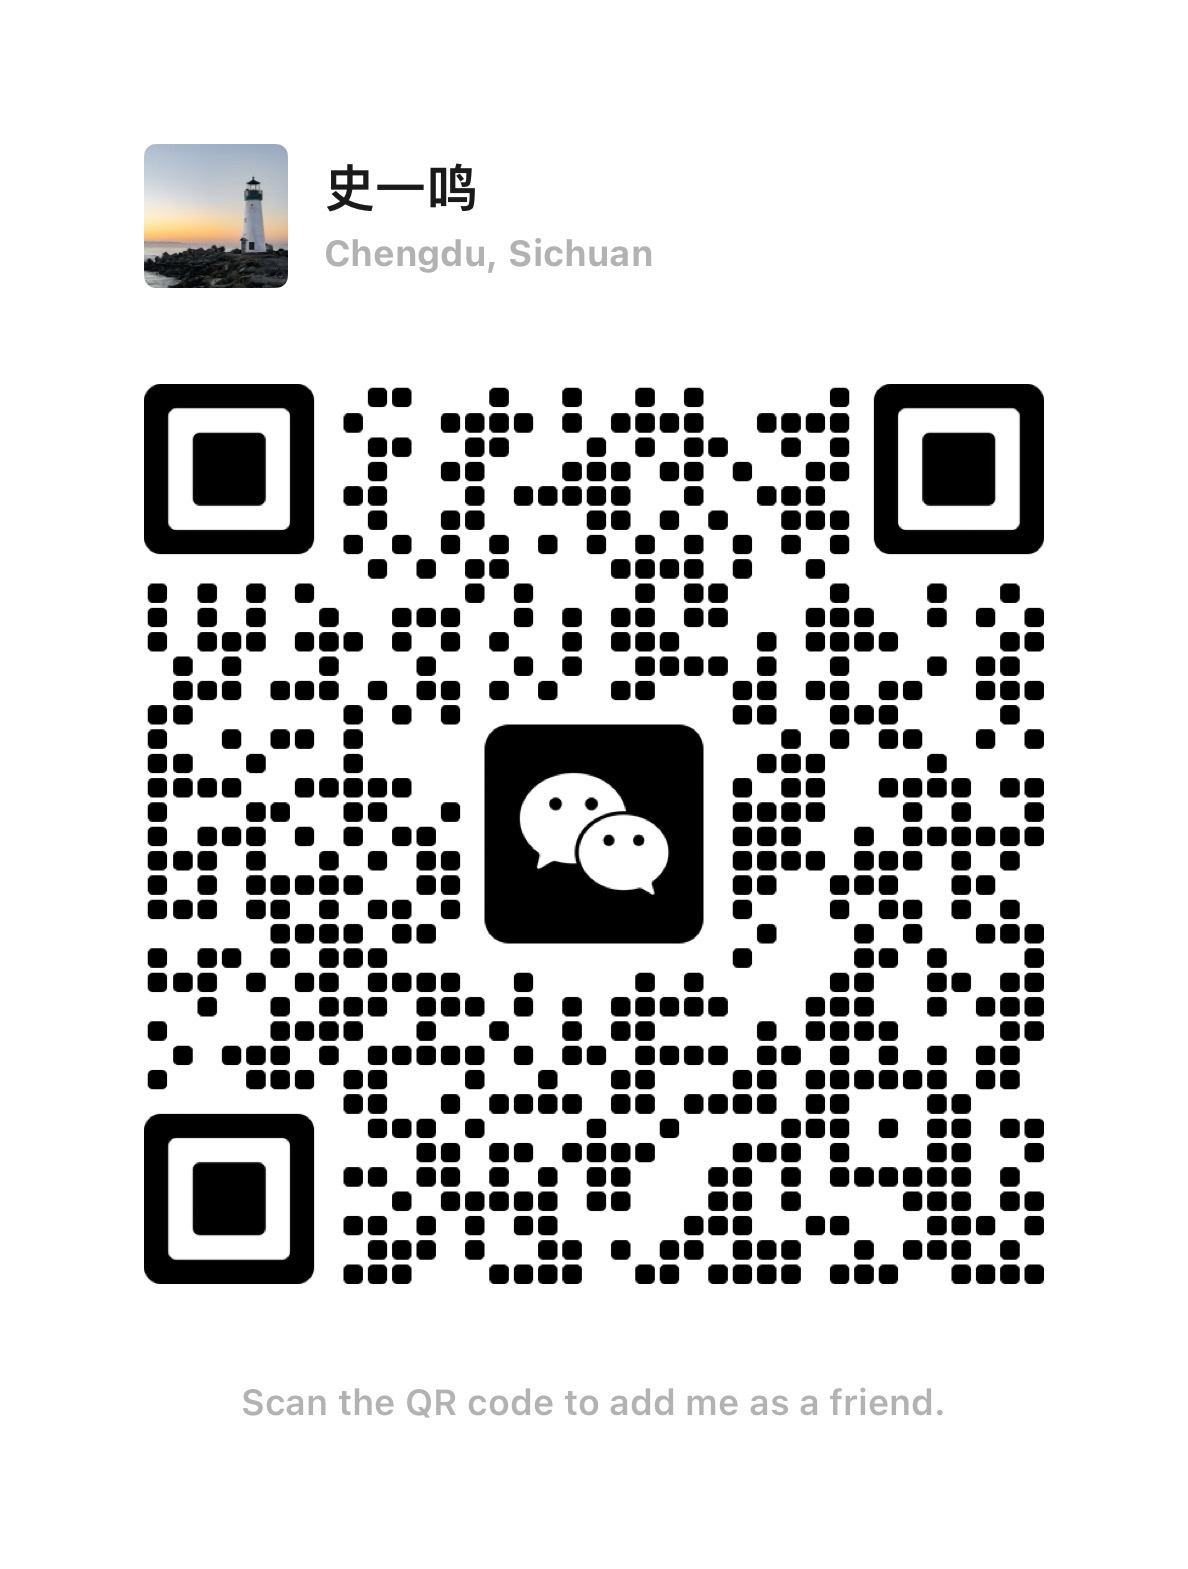 史一鸣
Chengdu, Sichuan
Scan the QR code to add me as a friend.